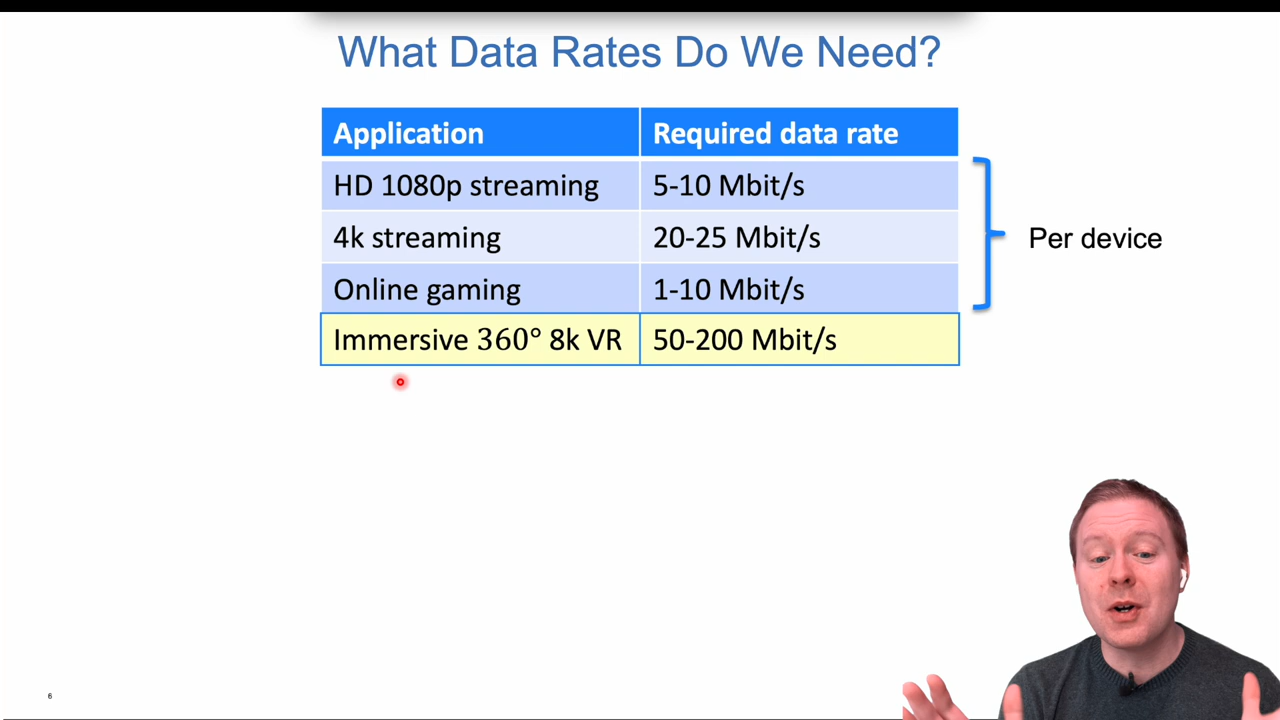 What Data Rates Do We Need?
Application Required data rate
HD 1080p streaming 5-10 Mbit/s
4k streaming 20-25 Mbit/s
Per device
Online gaming 1-10 Mbit/s
Immersive 360° 8k VR 50-200 Mbit/s
6